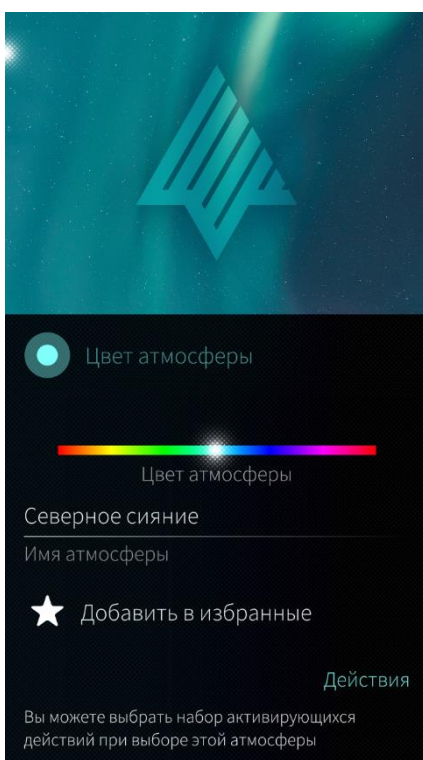 Цвет атмосферы
Цвет атмосферы
Северное сияние
Имя атмосферы
Добавить в избранные
Действия
Вы можете выбрать набор активирующихся
действий при выборе этой атмосферы